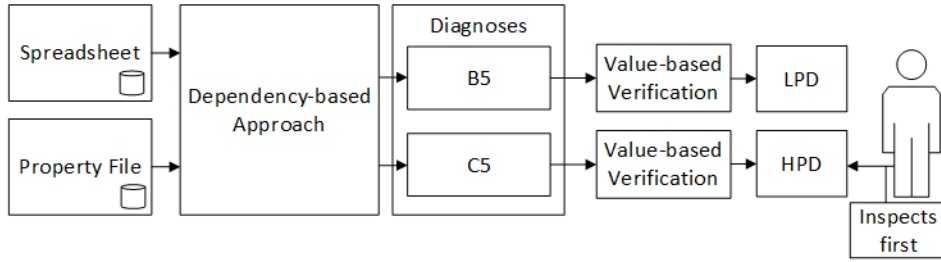 Spreadsheet
Property File
Dependency-based
Approach
Diagnoses
B5
C5
Value-based
Verification
LPD
Value-based
Verification
HPD
Inspects
first